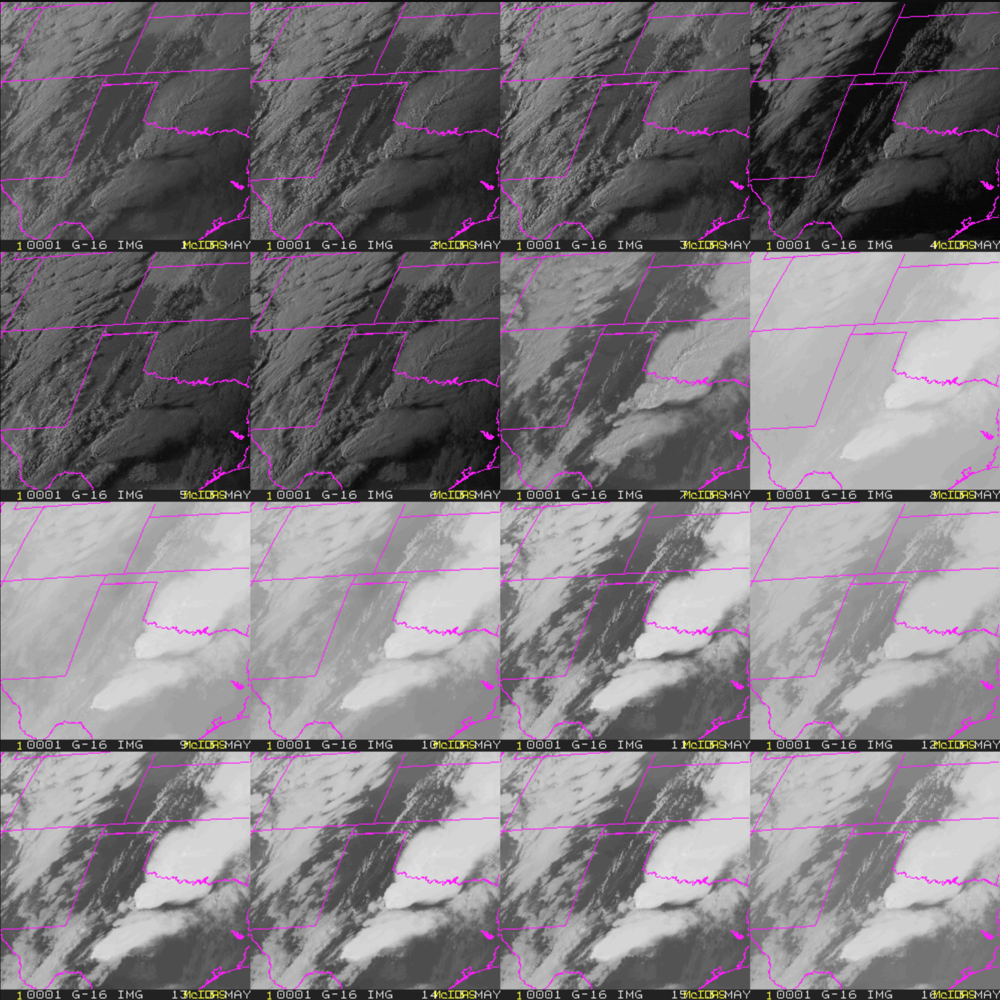 1 0001 G-16 IMG 1 McIDAS MAY
1 0001 G-16 IMG 2 McIDAS MAY
1 0001 G-16 IMG 3 McIDAS MAY
1 0001 G-16 IMG 4 McIDAS MAY
1 0001 G-16 IMG 5 McIDAS MAY
1 0001 G-16 IMG 6 McIDAS MAY
1 0001 G-16 IMG 7 McIDAS MAY
1 0001 G-16 IMG 8 McIDAS MAY
1 0001 G-16 IMG 9 McIDAS MAY
1 0001 G-16 IMG 10 McIDAS MAY
1 0001 G-16 IMG 11 McIDAS MAY
1 0001 G-16 IMG 12 McIDAS MAY
1 0001 G-16 IMG 13 McIDAS MAY
1 0001 G-16 IMG 14 McIDAS MAY
1 0001 G-16 IMG 15 McIDAS MAY
1 0001 G-16 IMG 16 McIDAS MAY